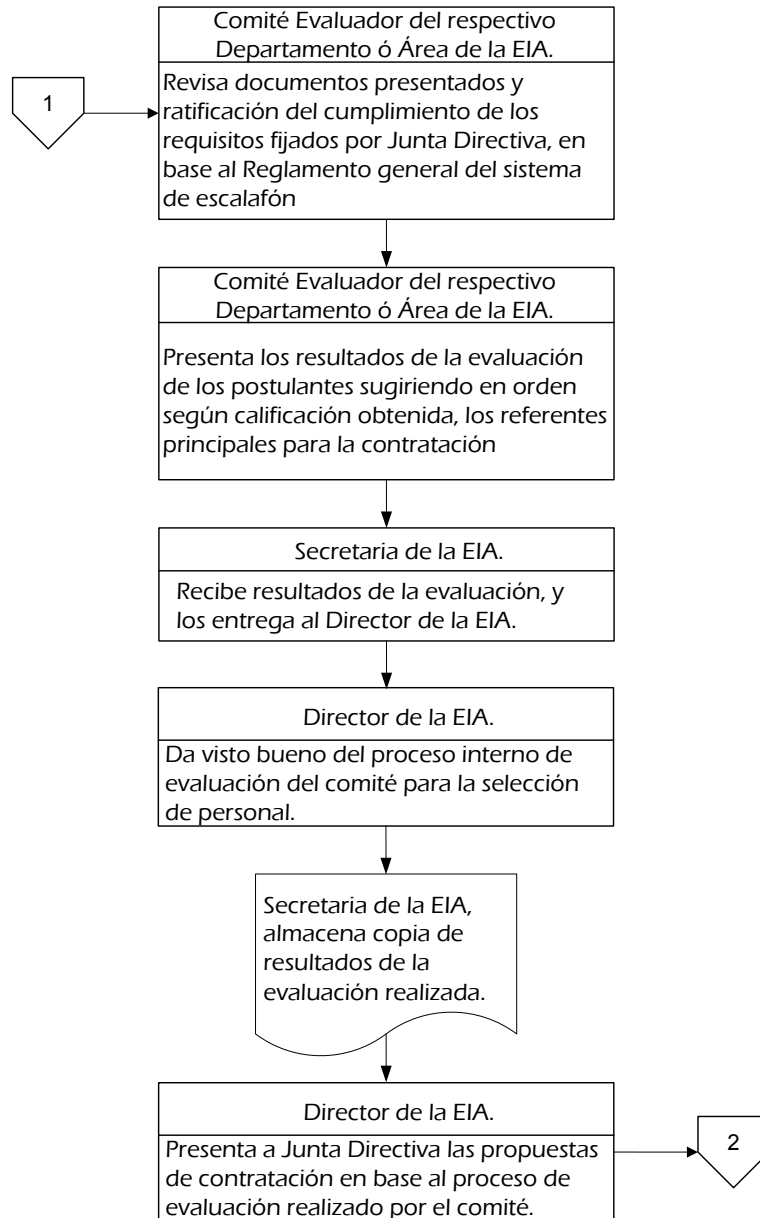 Comité Evaluador del respectivo
Departamento ó Área de la EIA.
1
Revisa documentos presentados y
ratificación del cumplimiento de los
requisitos fijados por Junta Directiva, en
base al Reglamento general del sistema
de escalafón
Comité Evaluador del respectivo
Departamento ó Área de la EIA.
Presenta los resultados de la evaluación
de los postulantes sugiriendo en orden
según calificación obtenida, los referentes
principales para la contratación
Secretaria de la EIA.
Recibe resultados de la evaluación, y
los entrega al Director de la EIA.
Director de la EIA.
Da visto bueno del proceso interno de
evaluación del comité para la selección
de personal.
Secretaria de la EIA,
almacena copia de
resultados de la
evaluación realizada.
Director de la EIA.
Presenta a Junta Directiva las propuestas
de contratación en base al proceso de
evaluación realizado por el comité.
2